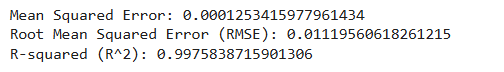 Mean Squared Error: 0.0001253415977961434
Root Mean Squared Error (RMSE): 0.01119560618261215
R-squared (R^2): 0.9975838715901306